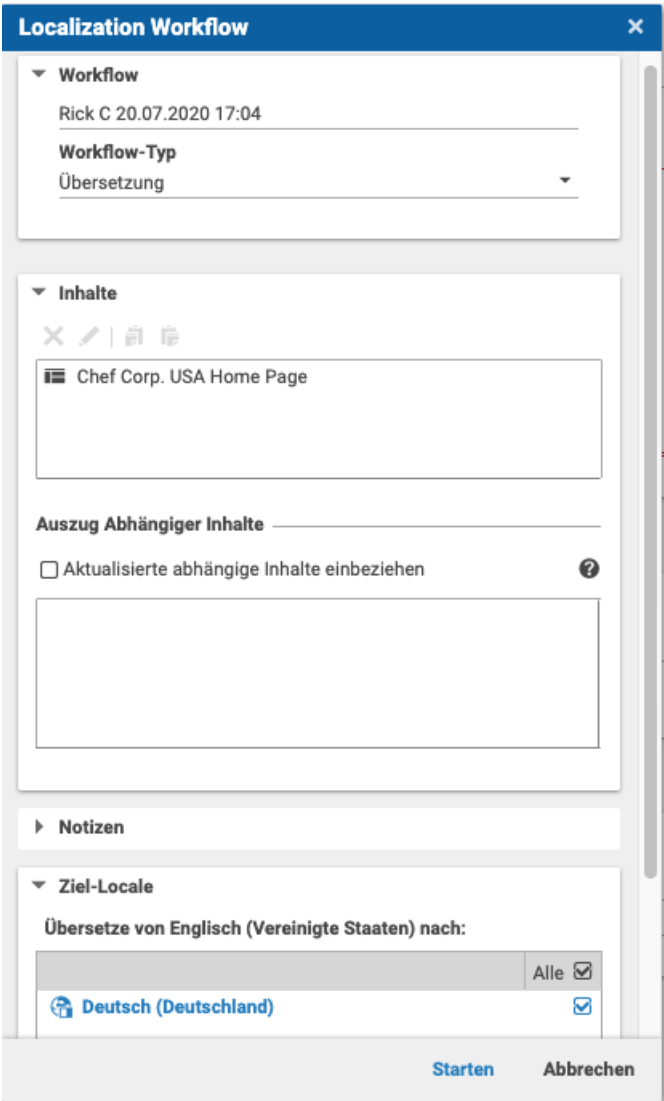 Localization Workflow
Workflow
Rick C 20.07.2020 17:04
Workflow-Typ
Übersetzung
Inhalte
Chef Corp. USA Home Page
Auszug Abhängiger Inhalte
Aktualisierte abhängige Inhalte einbeziehen
Notizen
Ziel-Locale
Übersetze von Englisch (Vereinigte Staaten) nach:
Alle
Deutsch (Deutschland)
Starten Abbrechen